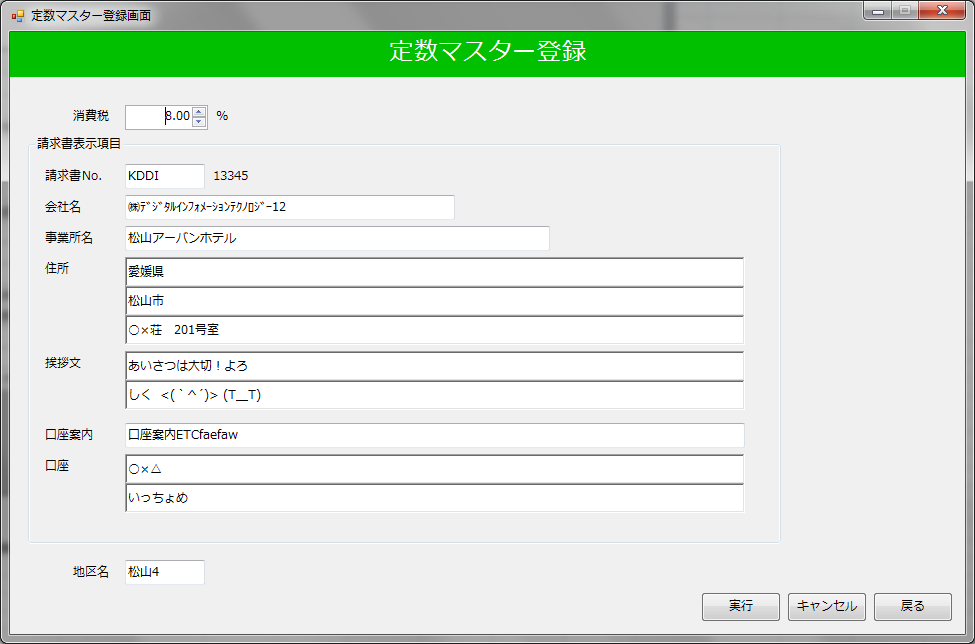 定数マスター登録画面
定数マスター登録
消費税 8.00 %
請求書表示項目
請求書No. KDDI 13345
会社名 ㈱ﾃﾞｼﾞﾀﾙｲﾝﾌｫﾒｰｼｮﾝﾃｸﾉﾛｼﾞｰ12
事業所名 松山アーバンホテル
住所 愛媛県
松山市
○×荘　201号室
挨拶文 あいさつは大切！よろ
しく <(｀^´)> (T__T)
口座案内 口座案内ETCfaefaw
口座 ○×△
いっちょめ
地区名 松山4
実行 キャンセル 戻る